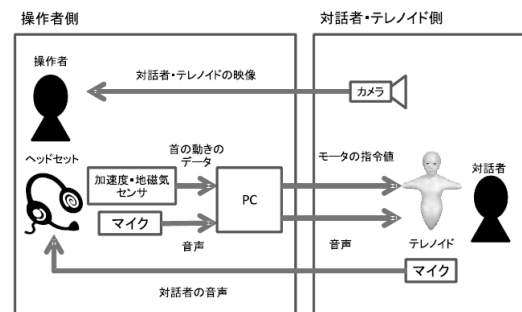 操作者側
対話者・テレノイド側
操作者
対話者・テレノイドの映像
カメラ
ヘッドセット
首の動きの
データ
モータの指令値
加速度・地磁気
センサ
PC
対話者
マイク
音声
音声
テレノイド
マイク
対話者の音声